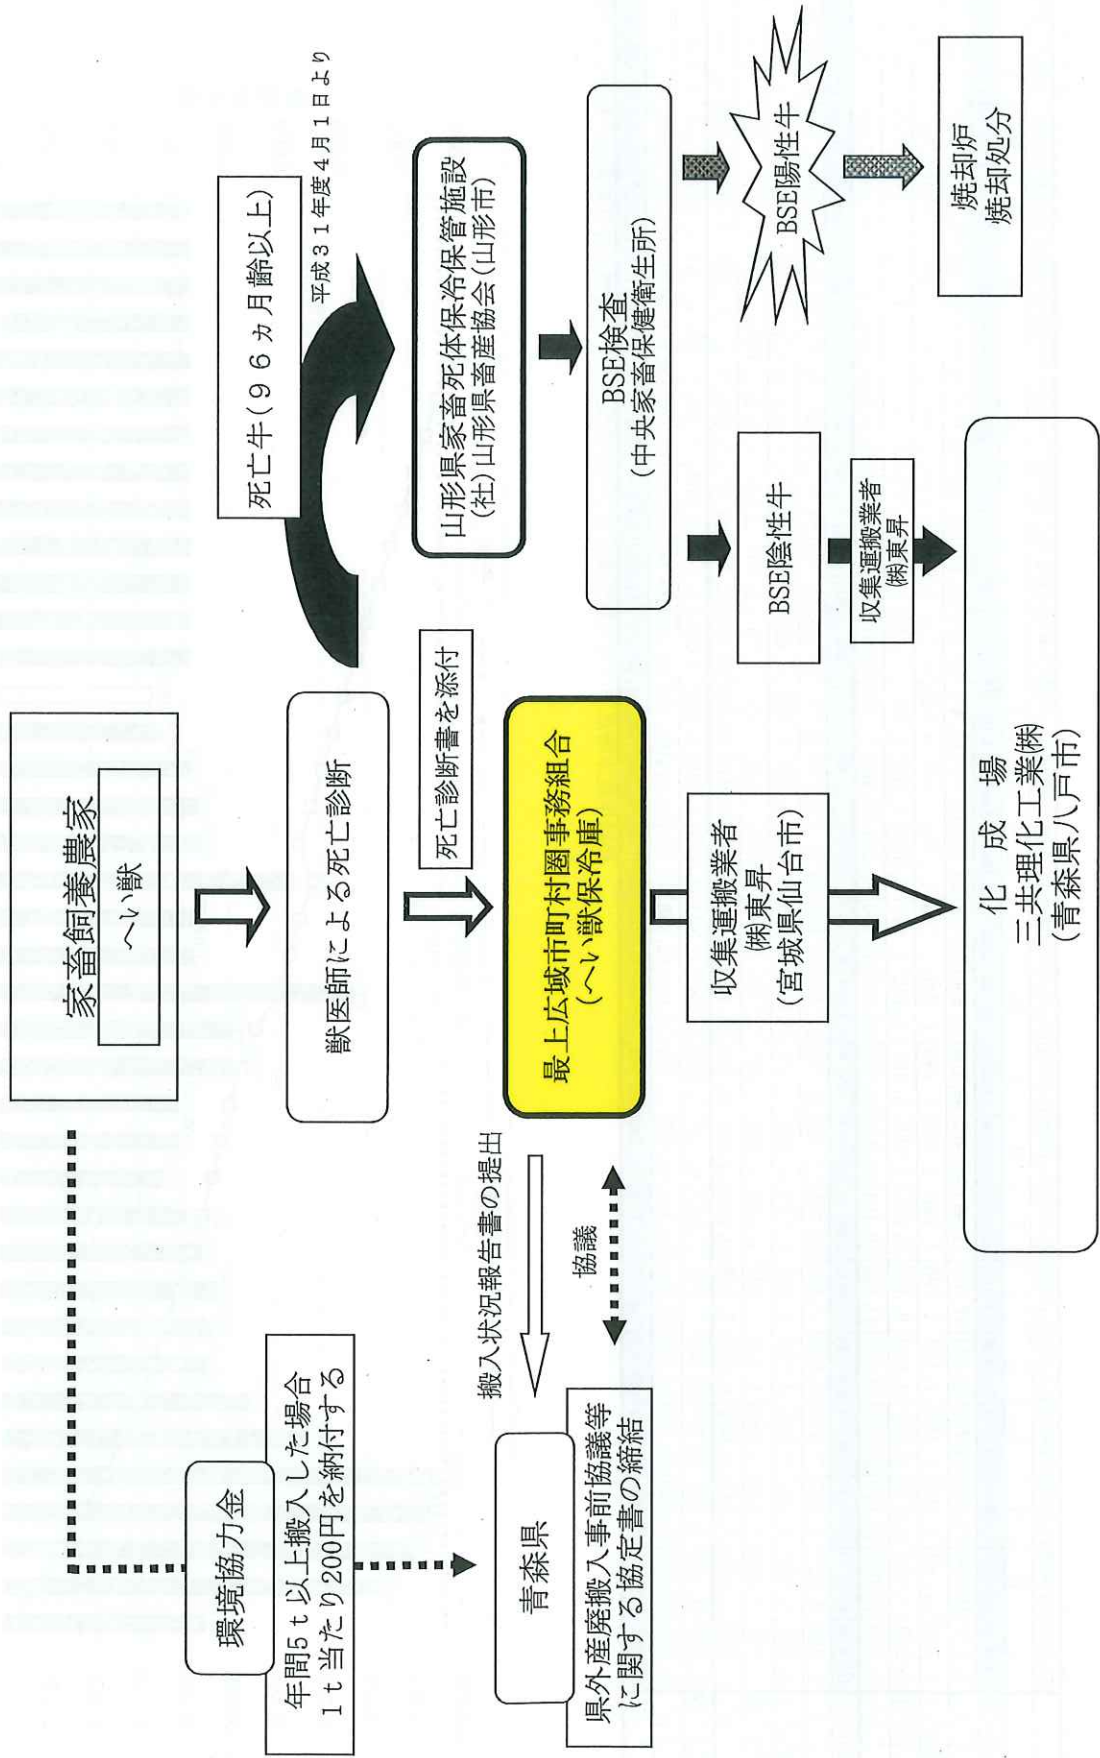 家畜飼養農家
へい獣
獣医師による死亡診断
死亡牛(96ヵ月齢以上)
平成31年度4月1日より
死亡診断書を添付
山形県家畜死体保冷保管施設
(社)山形県畜産協会(山形市)
環境協力金
年間5t以上搬入した場合
1t当たり200円を納付する
搬入状況報告書の提出
最上広域市町村圏事務組合
(へい獣保冷庫)
協議
青森県
県外産廃搬入事前協議等
に関する協定書の締結
BSE検査
(中央家畜保健衛生所)
BSE陰性牛
BSE陽性牛
収集運搬業者
㈱東昇
(宮城県仙台市)
収集運搬業者
㈱東昇
焼却炉
焼却処分
化 成 場
三共理化工業㈱
(青森県八戸市)